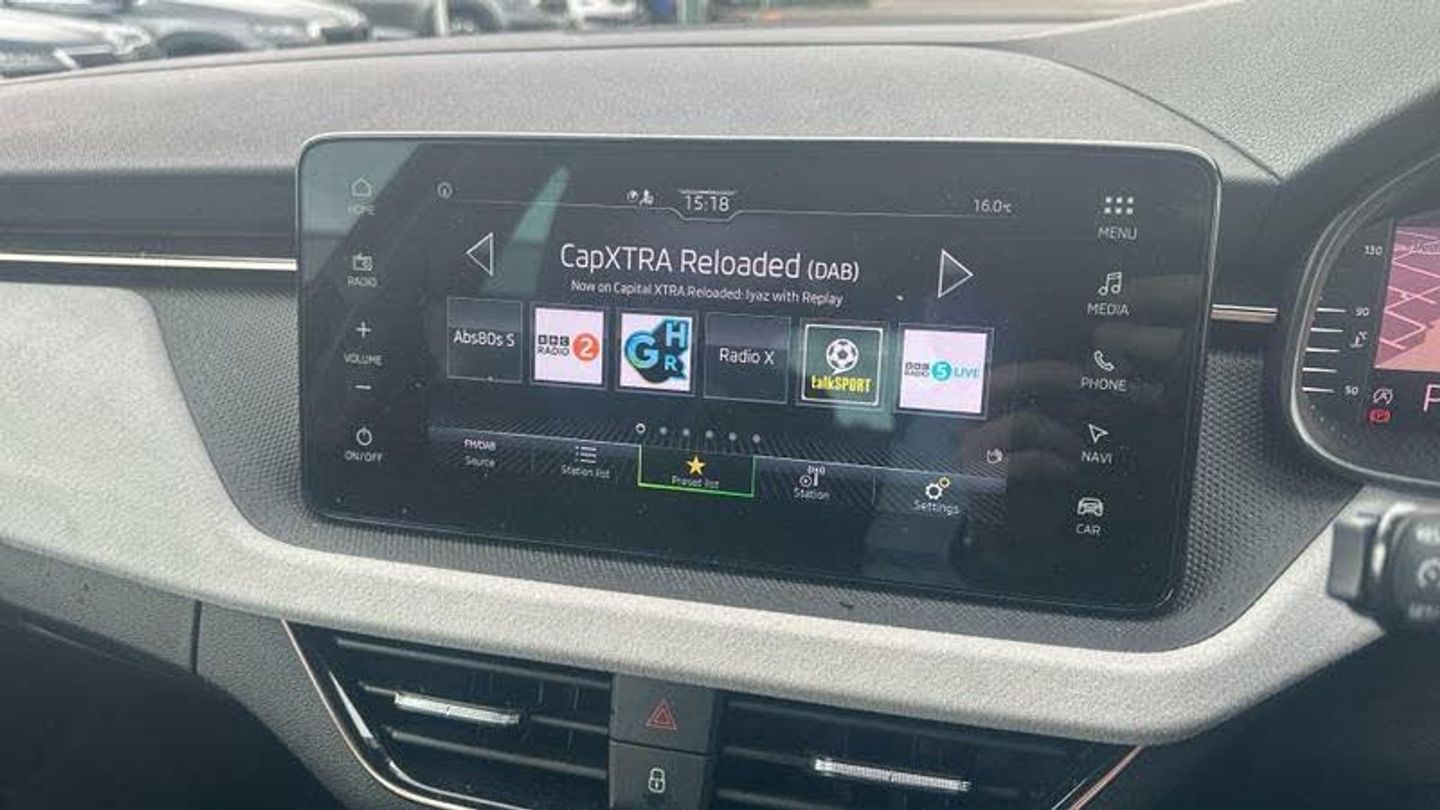 HOME
RADIO
+
VOLUME
−
ON/OFF
15:18
16.0°C
CapXTRA Reloaded (DAB)
Now on Capital XTRA Reloaded: Iyaz with Replay
Abs80s S
BBC RADIO 2
GHR
Radio X
talkSPORT
BBC RADIO 5 LIVE
FM/DAB
Source
Station list
Preset list
Station
Settings
MENU
MEDIA
PHONE
NAVI
CAR
130
90
50
P